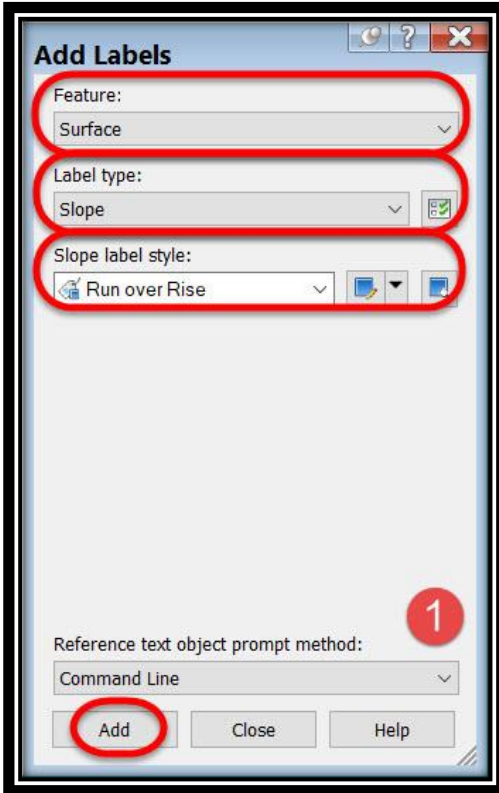 Add Labels
?
Feature:
Surface
Label type:
Slope
Slope label style:
Run over Rise
1
Reference text object prompt method:
Command Line
Add
Close
Help